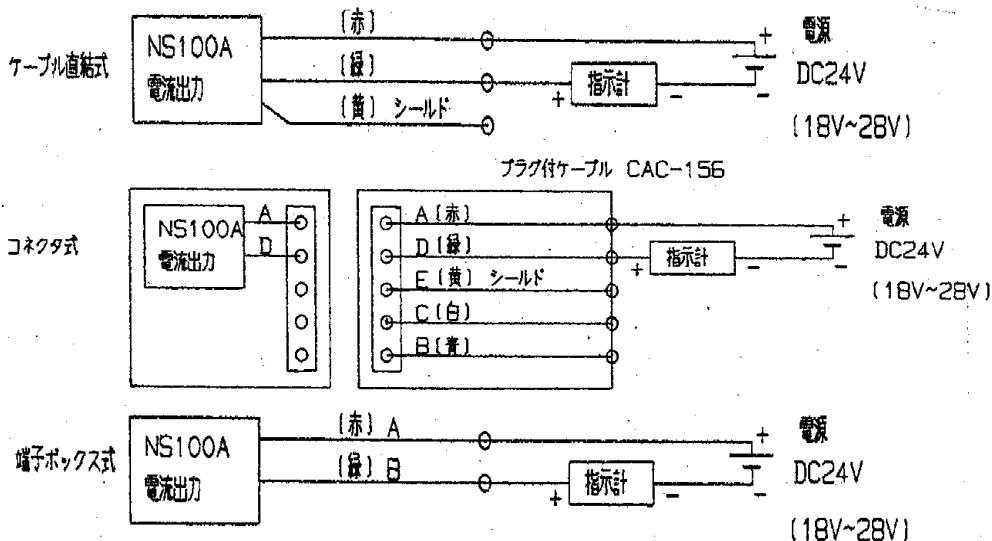 ケーブル直結式
NS100A
電流出力
(赤)
(緑)
(黄) シールド
+ 指示計 -
+
-
電源
DC24V
(18V~28V)
プラグ付ケーブル CAC-156
コネクタ式
NS100A
電流出力
A
D
A (赤)
D (緑)
E (黄) シールド
C (白)
B (青)
+ 指示計 -
+
-
電源
DC24V
(18V~28V)
端子ボックス式
NS100A
電流出力
(赤) A
(緑) B
+ 指示計 -
+
-
電源
DC24V
(18V~28V)